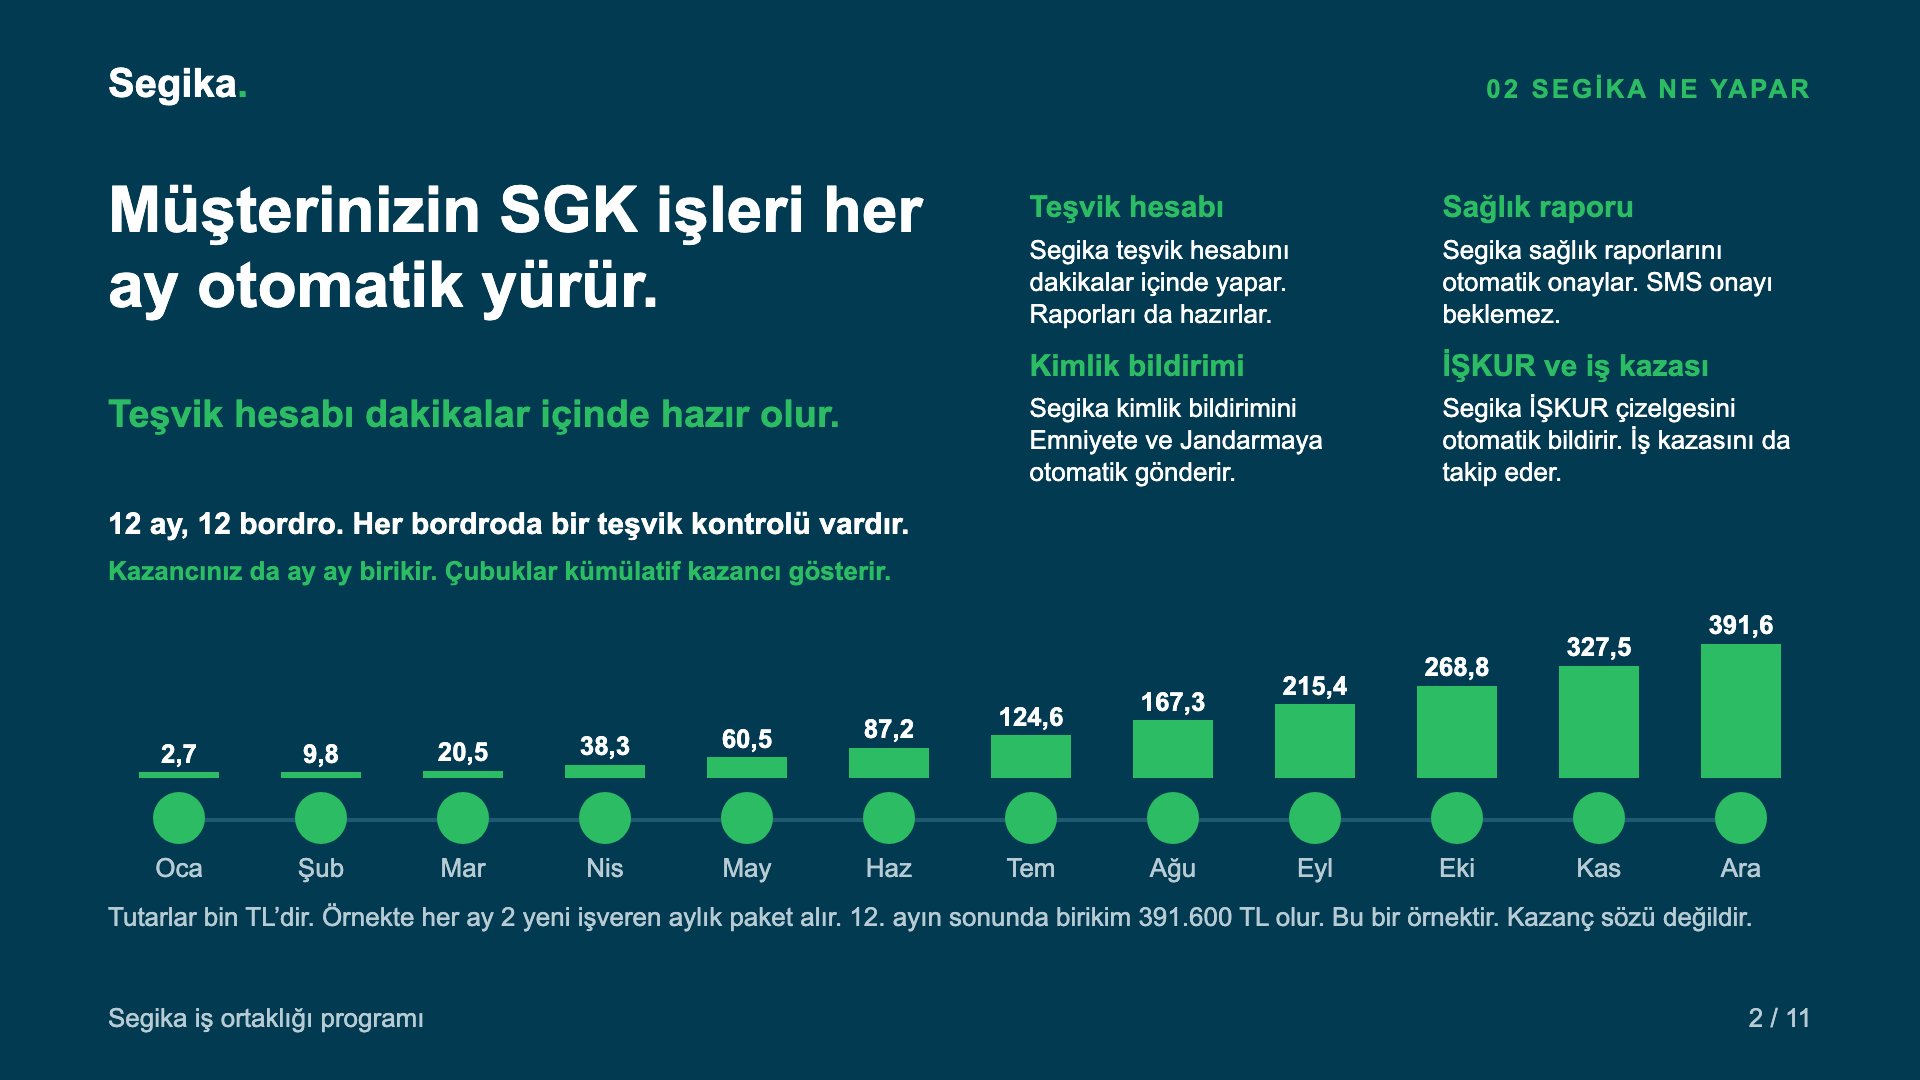 Segika.
02 SEGİKA NE YAPAR
Müşterinizin SGK işleri her
ay otomatik yürür.
Teşvik hesabı dakikalar içinde hazır olur.
Teşvik hesabı
Segika teşvik hesabını
dakikalar içinde yapar.
Raporları da hazırlar.
Sağlık raporu
Segika sağlık raporlarını
otomatik onaylar. SMS onayı
beklemez.
Kimlik bildirimi
Segika kimlik bildirimini
Emniyete ve Jandarmaya
otomatik gönderir.
İŞKUR ve iş kazası
Segika İŞKUR çizelgesini
otomatik bildirir. İş kazasını da
takip eder.
12 ay, 12 bordro. Her bordroda bir teşvik kontrolü vardır.
Kazancınız da ay ay birikir. Çubuklar kümülatif kazancı gösterir.
2,7 9,8 20,5 38,3 60,5 87,2 124,6 167,3 215,4 268,8 327,5 391,6
Oca Şub Mar Nis May Haz Tem Ağu Eyl Eki Kas Ara
Tutarlar bin TL’dir. Örnekte her ay 2 yeni işveren aylık paket alır. 12. ayın sonunda birikim 391.600 TL olur. Bu bir örnektir. Kazanç sözü değildir.
Segika iş ortaklığı programı
2 / 11